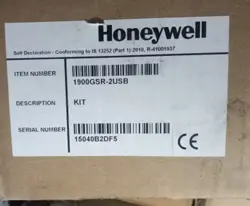 Honeywell
Self Declaration - Conforming to IS 13252 (Part 1):2010, R-41001937
ITEM NUMBER
1900GSR-2USB
DESCRIPTION
KIT
SERIAL NUMBER
15040B2DF5
CE